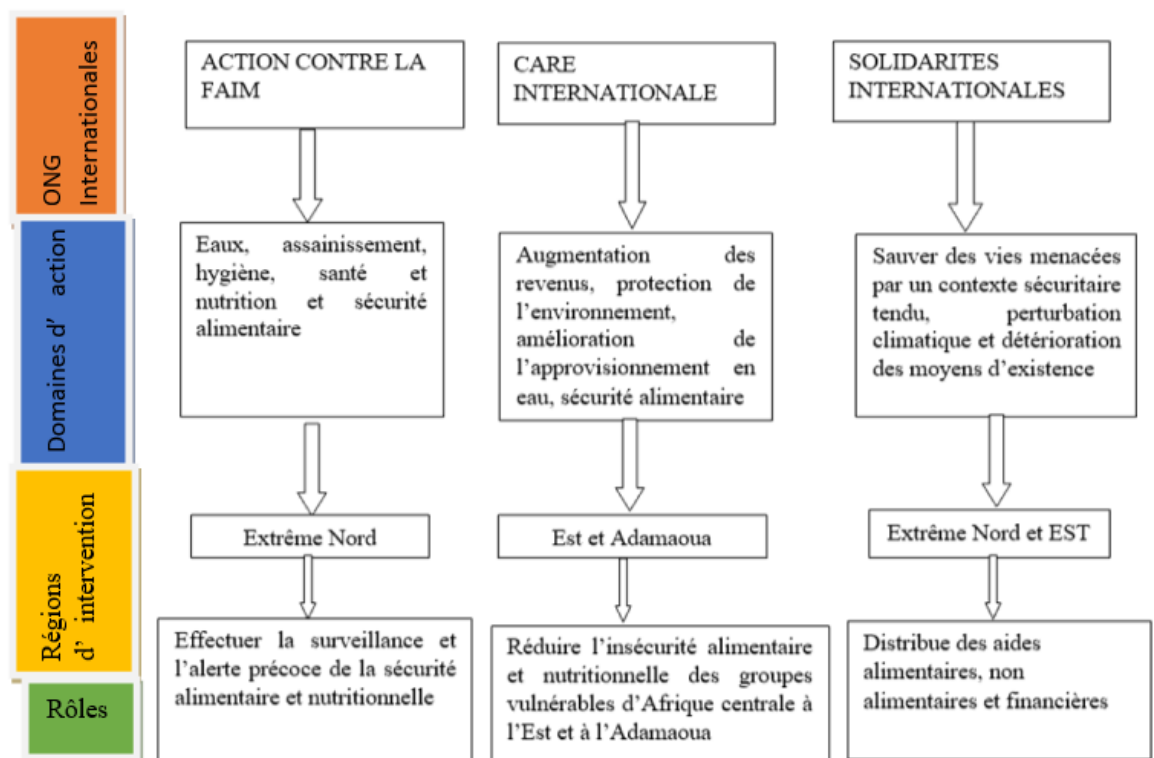 ONG
Internationales
ACTION CONTRE LA
FAIM
CARE
INTERNATIONALE
SOLIDARITES
INTERNATIONALES
Domaines d' action
Eaux, assainissement,
hygiène, santé et
nutrition et sécurité
alimentaire
Augmentation des
revenus, protection de
l'environnement,
amélioration de
l'approvisionnement en
eau, sécurité alimentaire
Sauver des vies menacées
par un contexte sécuritaire
tendu, perturbation
climatique et détérioration
des moyens d'existence
Régions
d' intervention
Extrême Nord
Est et Adamaoua
Extrême Nord et EST
Rôles
Effectuer la surveillance et
l'alerte précoce de la sécurité
alimentaire et nutritionnelle
Réduire l'insécurité alimentaire
et nutritionnelle des groupes
vulnérables d'Afrique centrale à
l'Est et à l'Adamaoua
Distribue des aides
alimentaires, non
alimentaires et financières